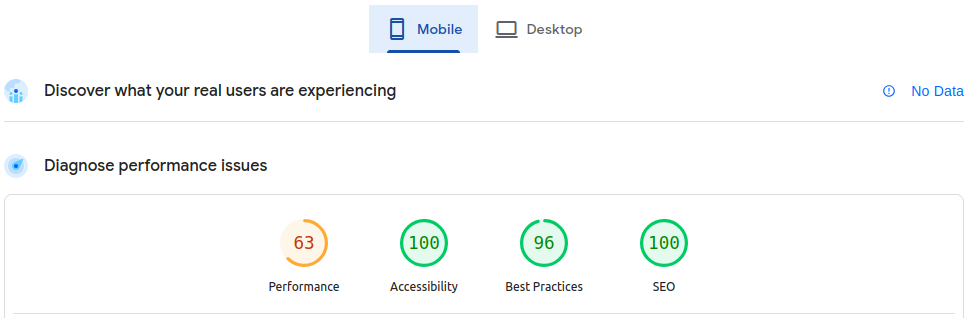 Mobile Desktop
Discover what your real users are experiencing No Data
Diagnose performance issues
63 100 96 100
Performance Accessibility Best Practices SEO